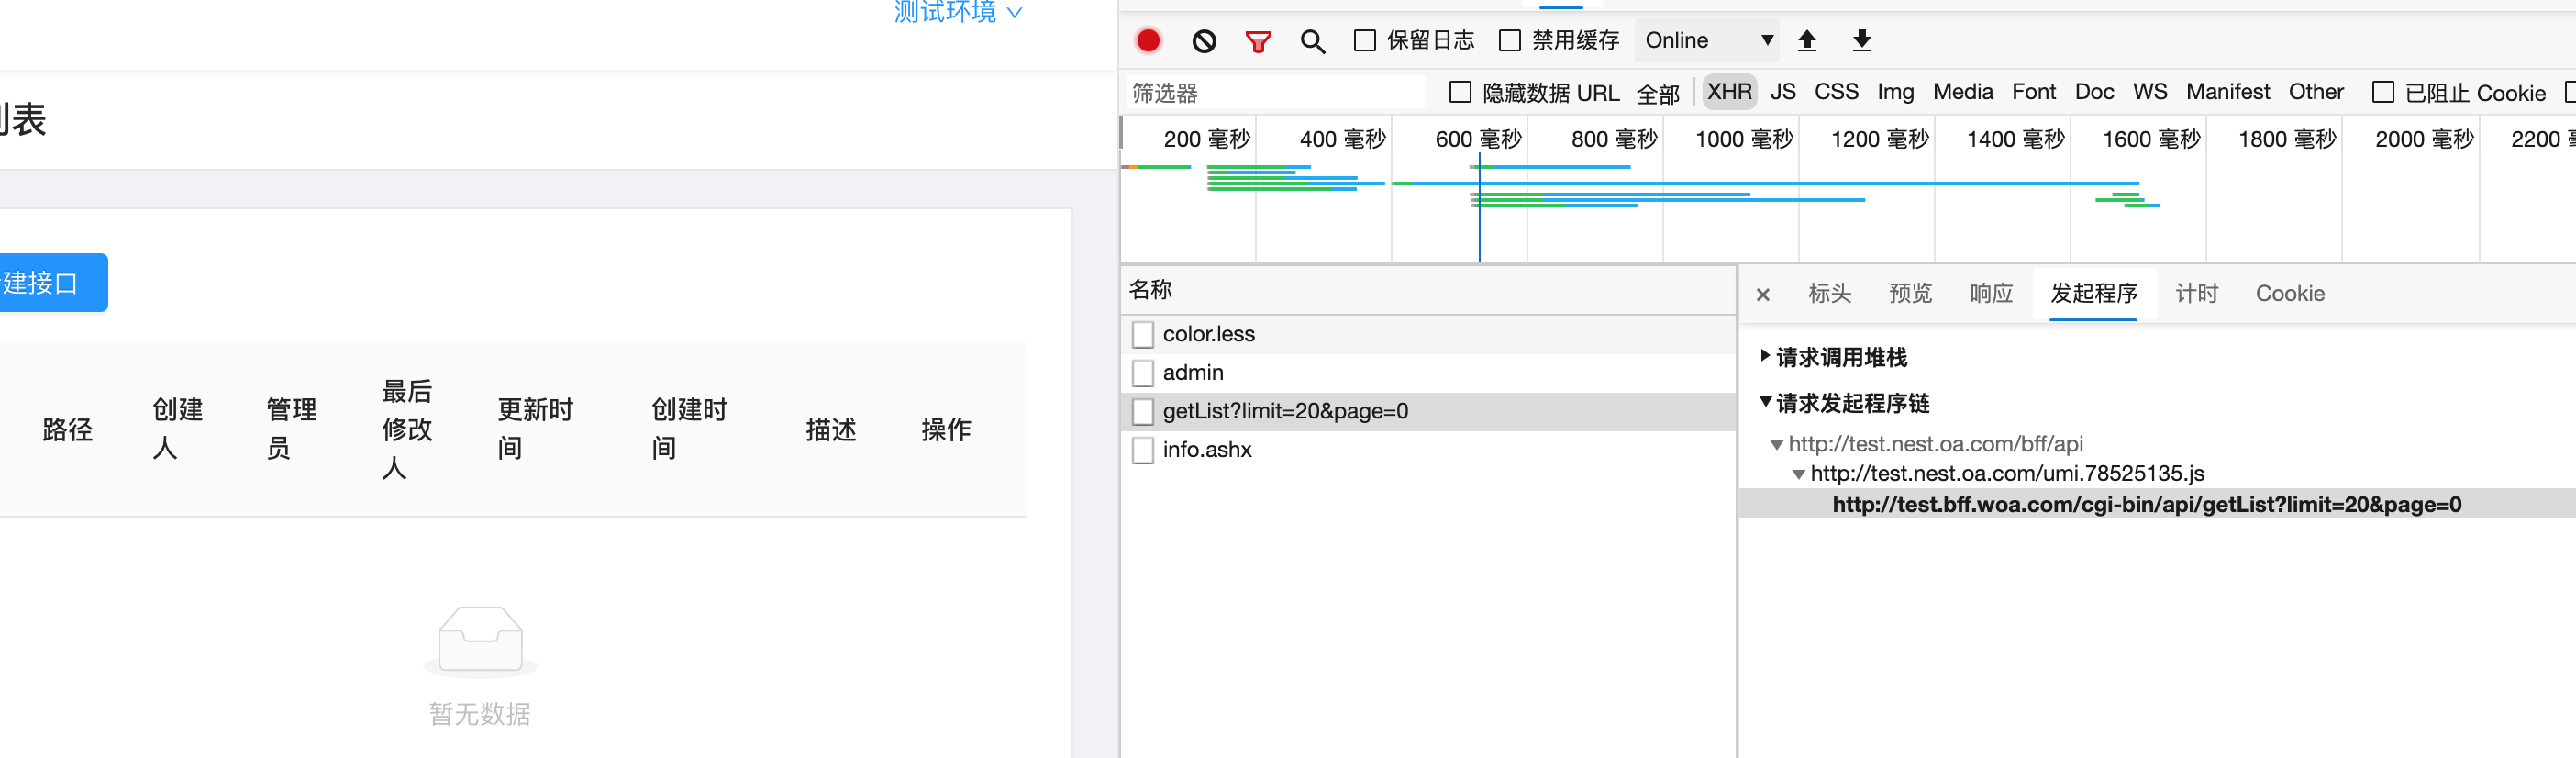 测试环境
列表
建接口
路径
创建
人
管理
员
最后
修改
人
更新时
间
创建时
间
描述
操作
暂无数据
保留日志
禁用缓存
Online
筛选器
隐藏数据 URL
全部
XHR
JS
CSS
Img
Media
Font
Doc
WS
Manifest
Other
已阻止 Cookie
200 毫秒
400 毫秒
600 毫秒
800 毫秒
1000 毫秒
1200 毫秒
1400 毫秒
1600 毫秒
1800 毫秒
2000 毫秒
2200
名称
color.less
admin
getList?limit=20&page=0
info.ashx
标头
预览
响应
发起程序
计时
Cookie
请求调用堆栈
请求发起程序链
http://test.nest.oa.com/bff/api
http://test.nest.oa.com/umi.78525135.js
http://test.bff.woa.com/cgi-bin/api/getList?limit=20&page=0